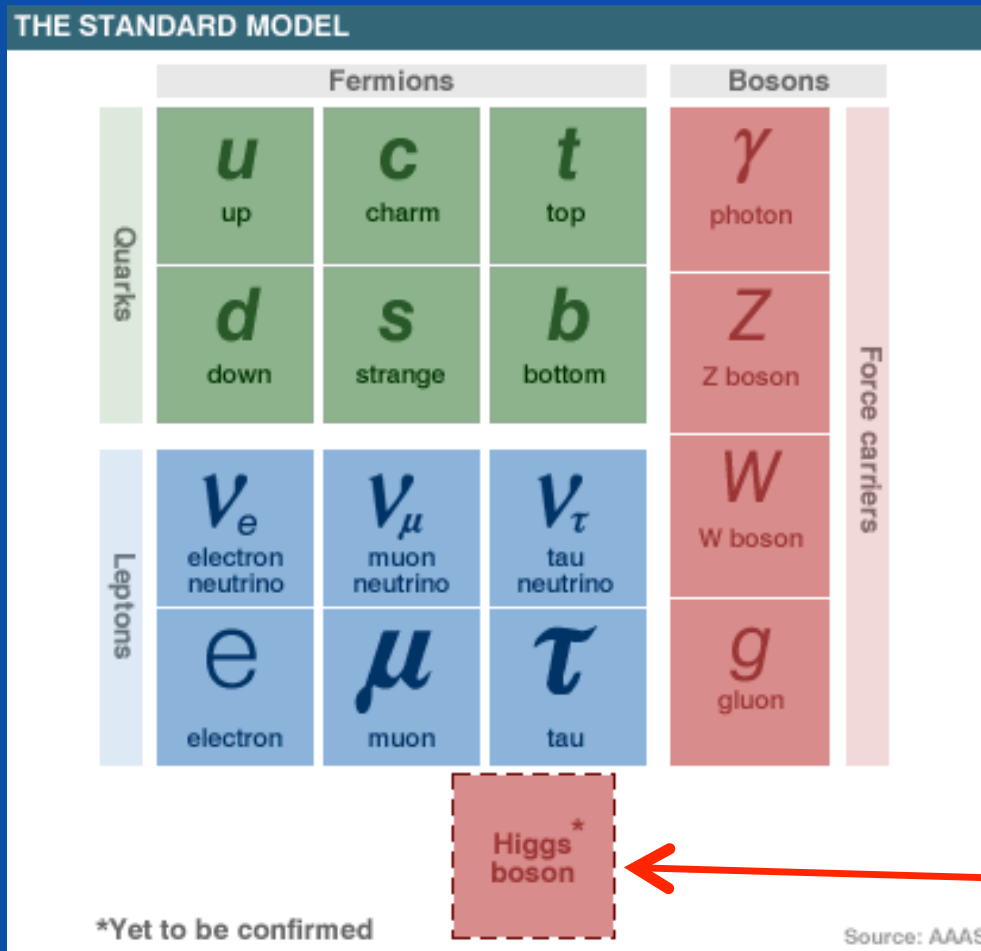 THE STANDARD MODEL
Fermions
Bosons
Quarks
u
up
c
charm
t
top
γ
photon
d
down
s
strange
b
bottom
Z
Z boson
Force carriers
Leptons
νe
electron
neutrino
νμ
muon
neutrino
ντ
tau
neutrino
W
W boson
e
electron
μ
muon
τ
tau
g
gluon
Higgs*
boson
*Yet to be confirmed
Source: AAAS